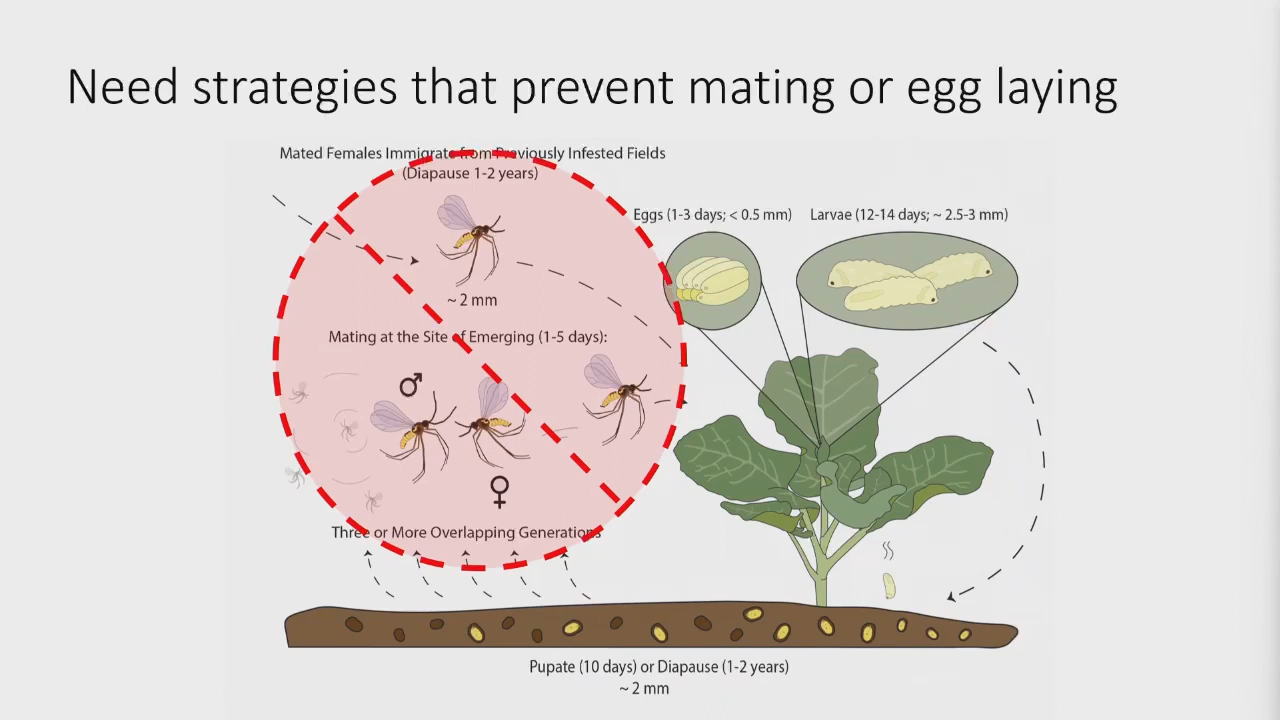 Need strategies that prevent mating or egg laying
Mated Females Immigrate from Previously Infested Fields
(Diapause 1-2 years)
Eggs (1-3 days; < 0.5 mm)
Larvae (12-14 days; ~ 2.5-3 mm)
~ 2 mm
Mating at the Site of Emerging (1-5 days):
♂
♀
Three or More Overlapping Generations
Pupate (10 days) or Diapause (1-2 years)
~ 2 mm